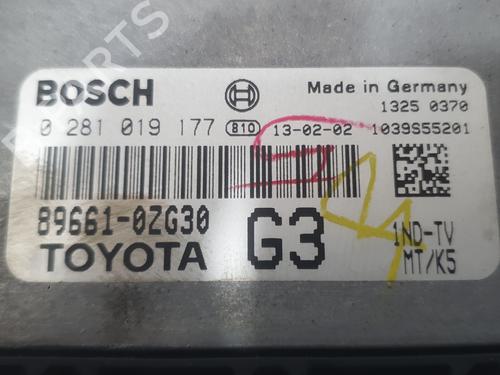 BOSCH Made in Germany
1325 0370
0 281 019 177 810 13-02-02 1039S55201
89661-0ZG30
TOYOTA G3 1ND-TV
MT/K5
PARTS